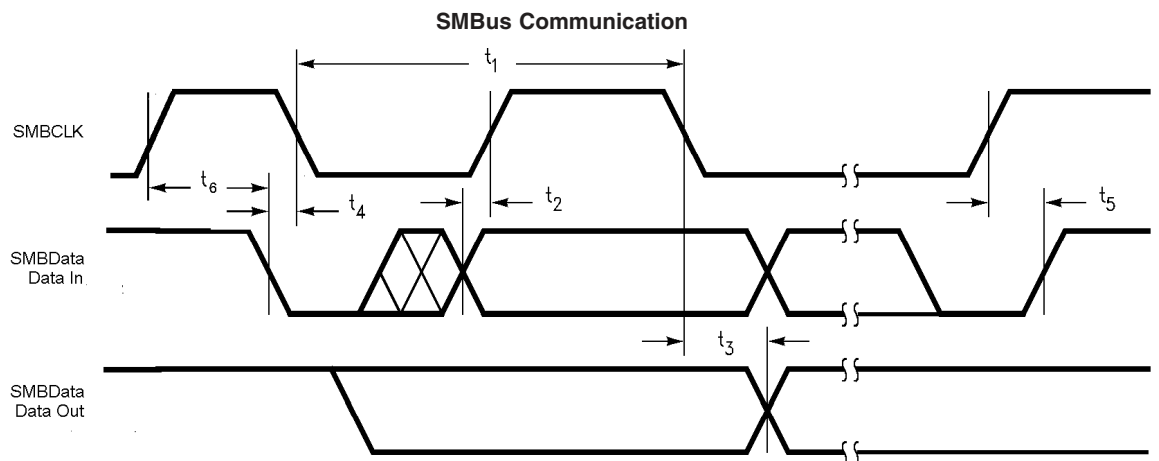 SMBus Communication
t1
SMBCLK
t6
t4
t2
t5
SMBData
Data In
t3
SMBData
Data Out